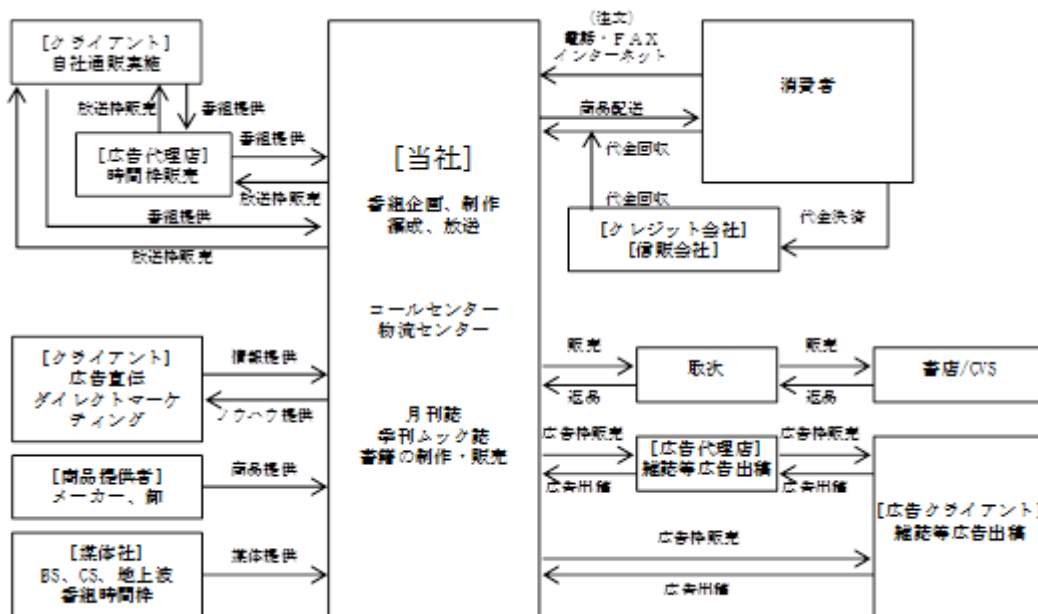 [クライアント]
自社通販実施
放送枠販売
番組提供
[広告代理店]
時間枠販売
番組提供
放送枠販売
番組提供
放送枠販売
[クライアント]
広告宣伝
ダイレクトマーケ
ティング
情報提供
ノウハウ提供
[商品提供者]
メーカー、卸
商品提供
[媒体社]
BS、CS、地上波
番組時間枠
媒体提供
[当社]
番組企画、制作
編成、放送
コールセンター
物流センター
月刊誌
季刊ムック誌
書籍の制作・販売
(注文)
電話・FAX
インターネット
商品配送
代金回収
代金回収
消費者
代金決済
[クレジット会社]
[信販会社]
販売
返品
取次
販売
返品
書店/CVS
広告枠販売
広告出稿
[広告代理店]
雑誌等広告出稿
広告枠販売
広告出稿
[広告クライアント]
雑誌等広告出稿
広告枠販売
広告出稿